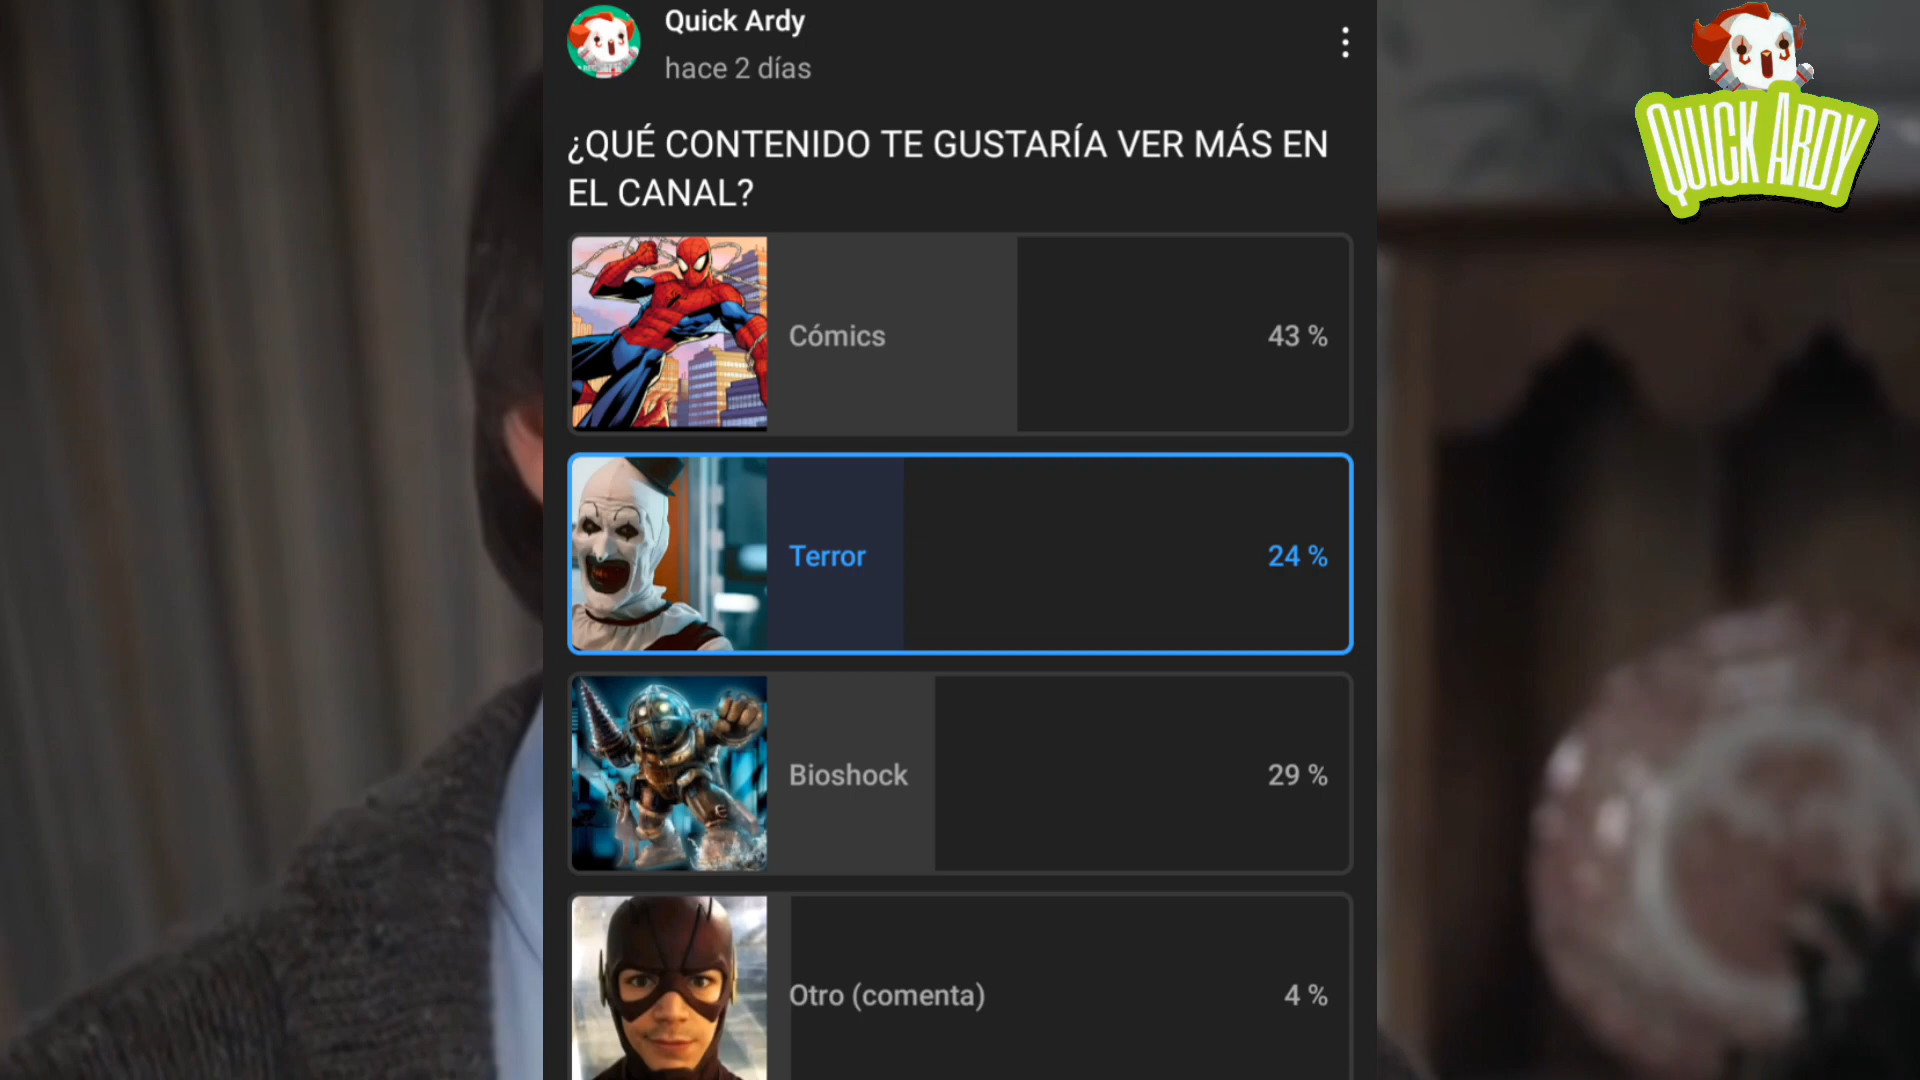 Quick Ardy
hace 2 días
¿QUÉ CONTENIDO TE GUSTARÍA VER MÁS EN
EL CANAL?
Cómics
43 %
Terror
24 %
Bioshock
29 %
Otro (comenta)
4 %
QUICK ARDY